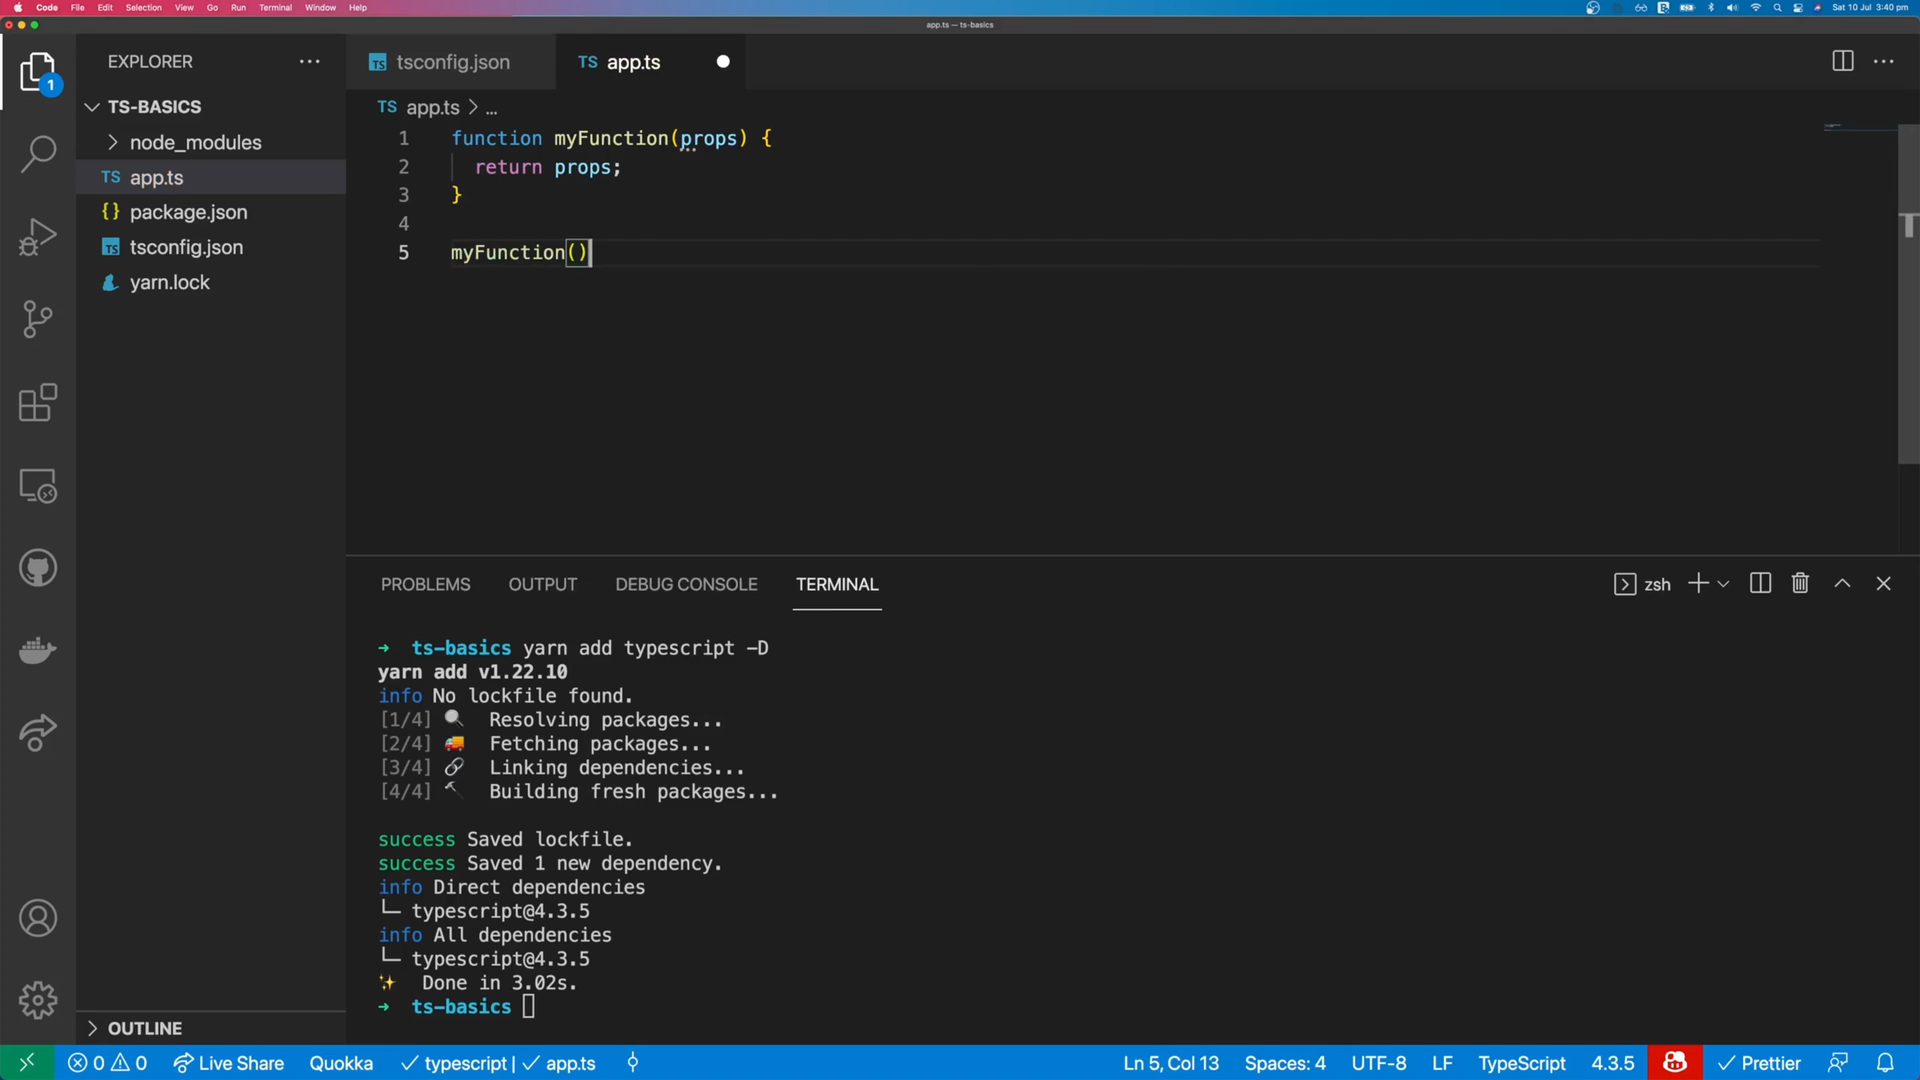 Code File Edit Selection View Go Run Terminal Window Help
Sat 10 Jul 3:40 pm
app.ts — ts-basics
EXPLORER
TS-BASICS
node_modules
TS app.ts
{} package.json
TS tsconfig.json
yarn.lock
OUTLINE
1
TS tsconfig.json
TS app.ts
TS app.ts > ...
1 function myFunction(props) {
2 return props;
3 }
4
5 myFunction()
PROBLEMS OUTPUT DEBUG CONSOLE TERMINAL
zsh
→ ts-basics yarn add typescript -D
yarn add v1.22.10
info No lockfile found.
[1/4] 🔍 Resolving packages...
[2/4] 🚚 Fetching packages...
[3/4] 🔗 Linking dependencies...
[4/4] 🔨 Building fresh packages...
success Saved lockfile.
success Saved 1 new dependency.
info Direct dependencies
└─ typescript@4.3.5
info All dependencies
└─ typescript@4.3.5
✨ Done in 3.02s.
→ ts-basics
0 0 Live Share Quokka ✓ typescript | ✓ app.ts
Ln 5, Col 13 Spaces: 4 UTF-8 LF TypeScript 4.3.5 ✓ Prettier